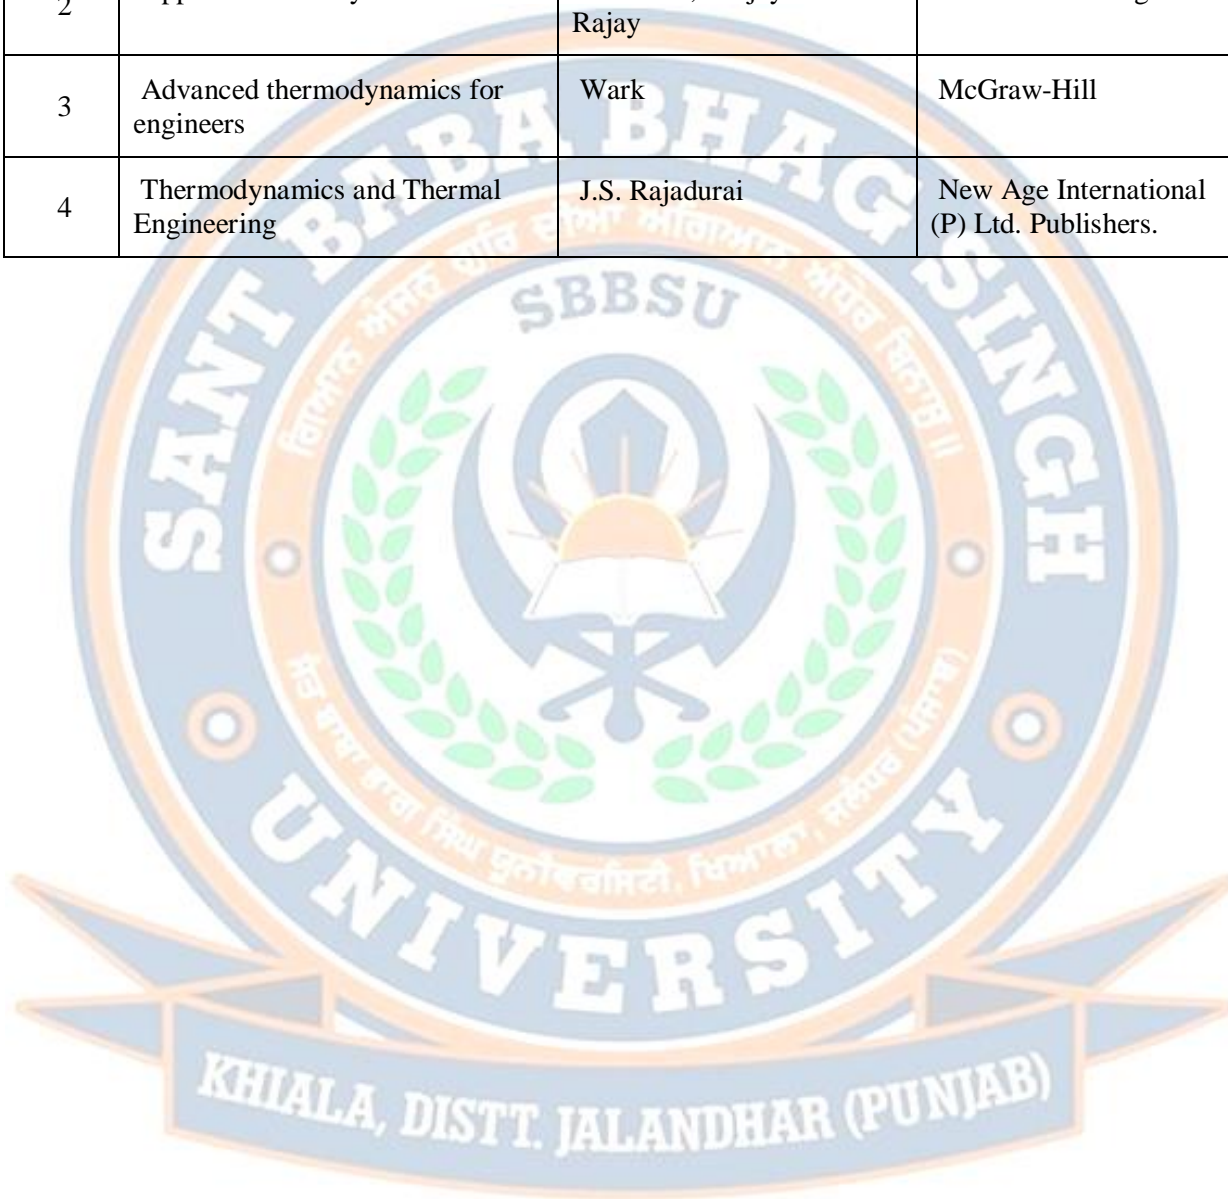 2
Rajay
3
Advanced thermodynamics for
engineers
Wark
McGraw-Hill
4
Thermodynamics and Thermal
Engineering
J.S. Rajadurai
New Age International
(P) Ltd. Publishers.
SANT BABA BHAG SINGH
SBBSU
UNIVERSITY
KHIALA, DISTT. JALANDHAR (PUNJAB)